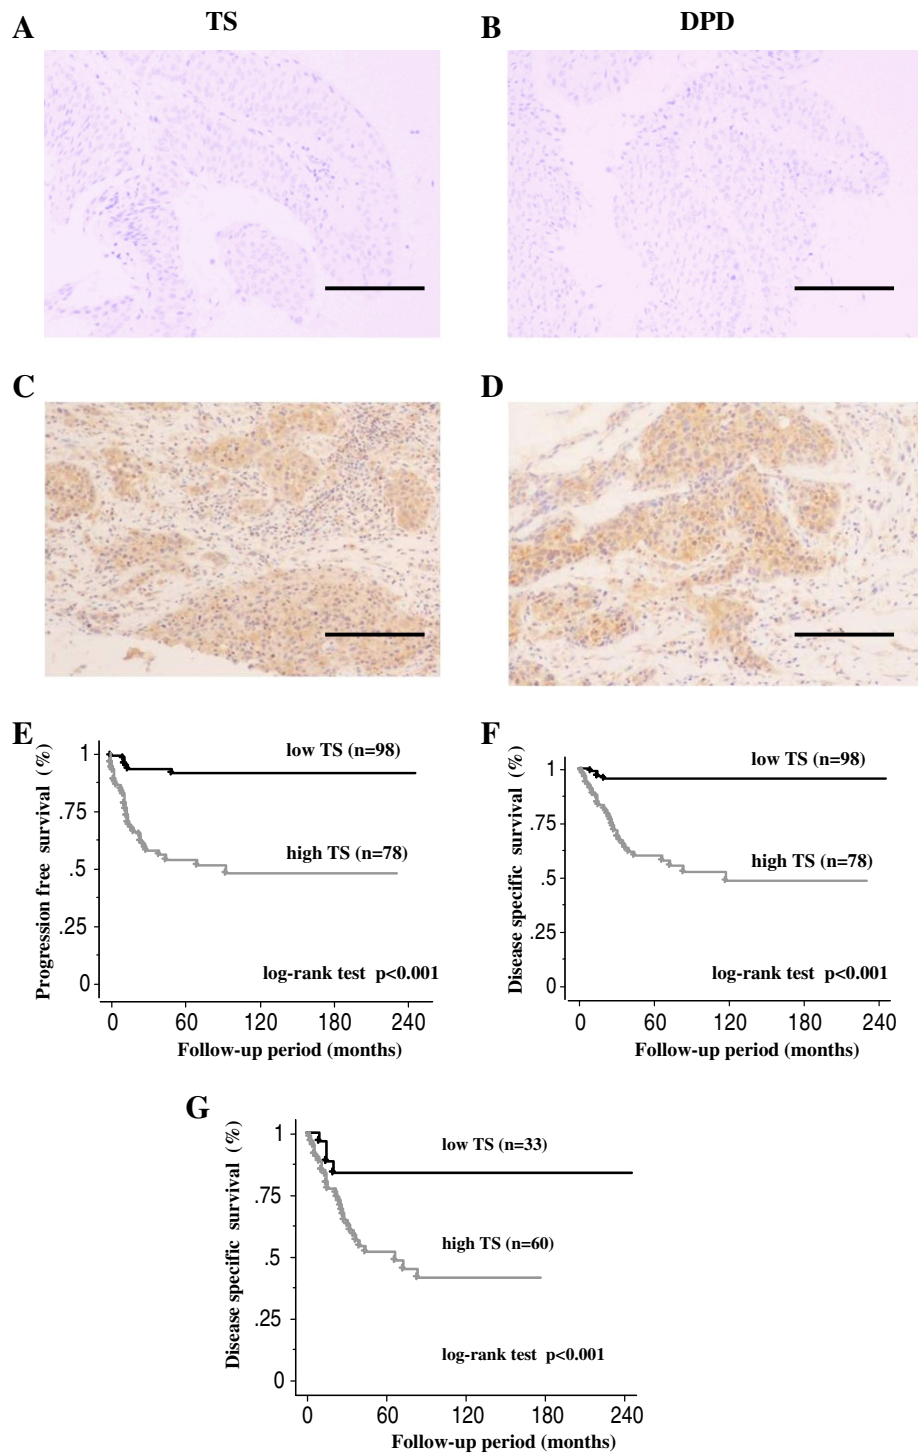 TS
DPD
A
B
C
D
E
1
.75
.5
.25
0
Progression free survival (%)
low TS (n=98)
high TS (n=78)
log-rank test p<0.001
0 60 120 180 240
Follow-up period (months)
F
1
.75
.5
.25
0
Disease specific survival (%)
low TS (n=98)
high TS (n=78)
log-rank test p<0.001
0 60 120 180 240
Follow-up period (months)
G
1
.75
.5
.25
0
Disease specific survival (%)
low TS (n=33)
high TS (n=60)
log-rank test p<0.001
0 60 120 180 240
Follow-up period (months)